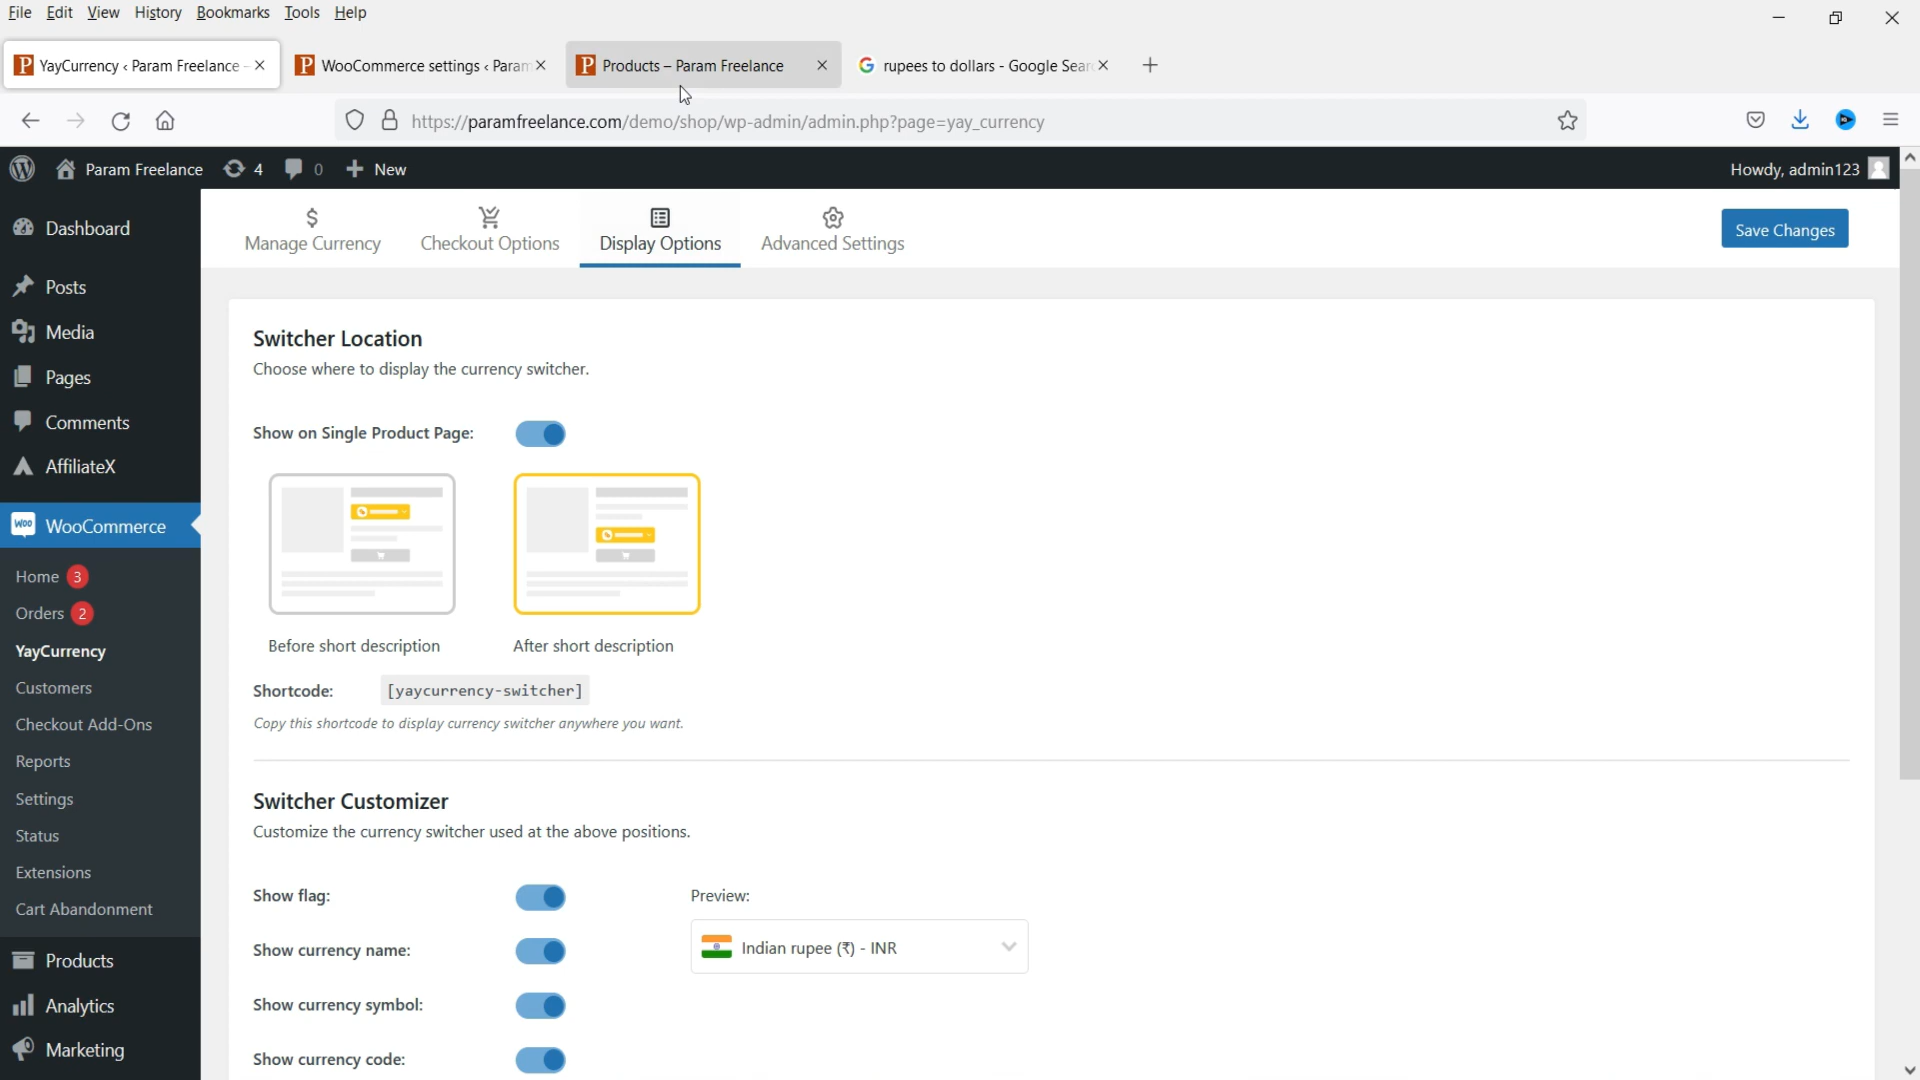 File Edit View History Bookmarks Tools Help
YayCurrency ‹ Param Freelance –
WooCommerce settings ‹ Param
Products – Param Freelance
rupees to dollars - Google Sear
https://paramfreelance.com/demo/shop/wp-admin/admin.php?page=yay_currency
Param Freelance 4 0 New
Howdy, admin123
Dashboard
Posts
Media
Pages
Comments
AffiliateX
WooCommerce
Home 3
Orders 2
YayCurrency
Customers
Checkout Add-Ons
Reports
Settings
Status
Extensions
Cart Abandonment
Products
Analytics
Marketing
Manage Currency
Checkout Options
Display Options
Advanced Settings
Save Changes
Switcher Location
Choose where to display the currency switcher.
Show on Single Product Page:
Before short description
After short description
Shortcode: [yaycurrency-switcher]
Copy this shortcode to display currency switcher anywhere you want.
Switcher Customizer
Customize the currency switcher used at the above positions.
Show flag:
Show currency name:
Show currency symbol:
Show currency code:
Preview:
Indian rupee (₹) - INR